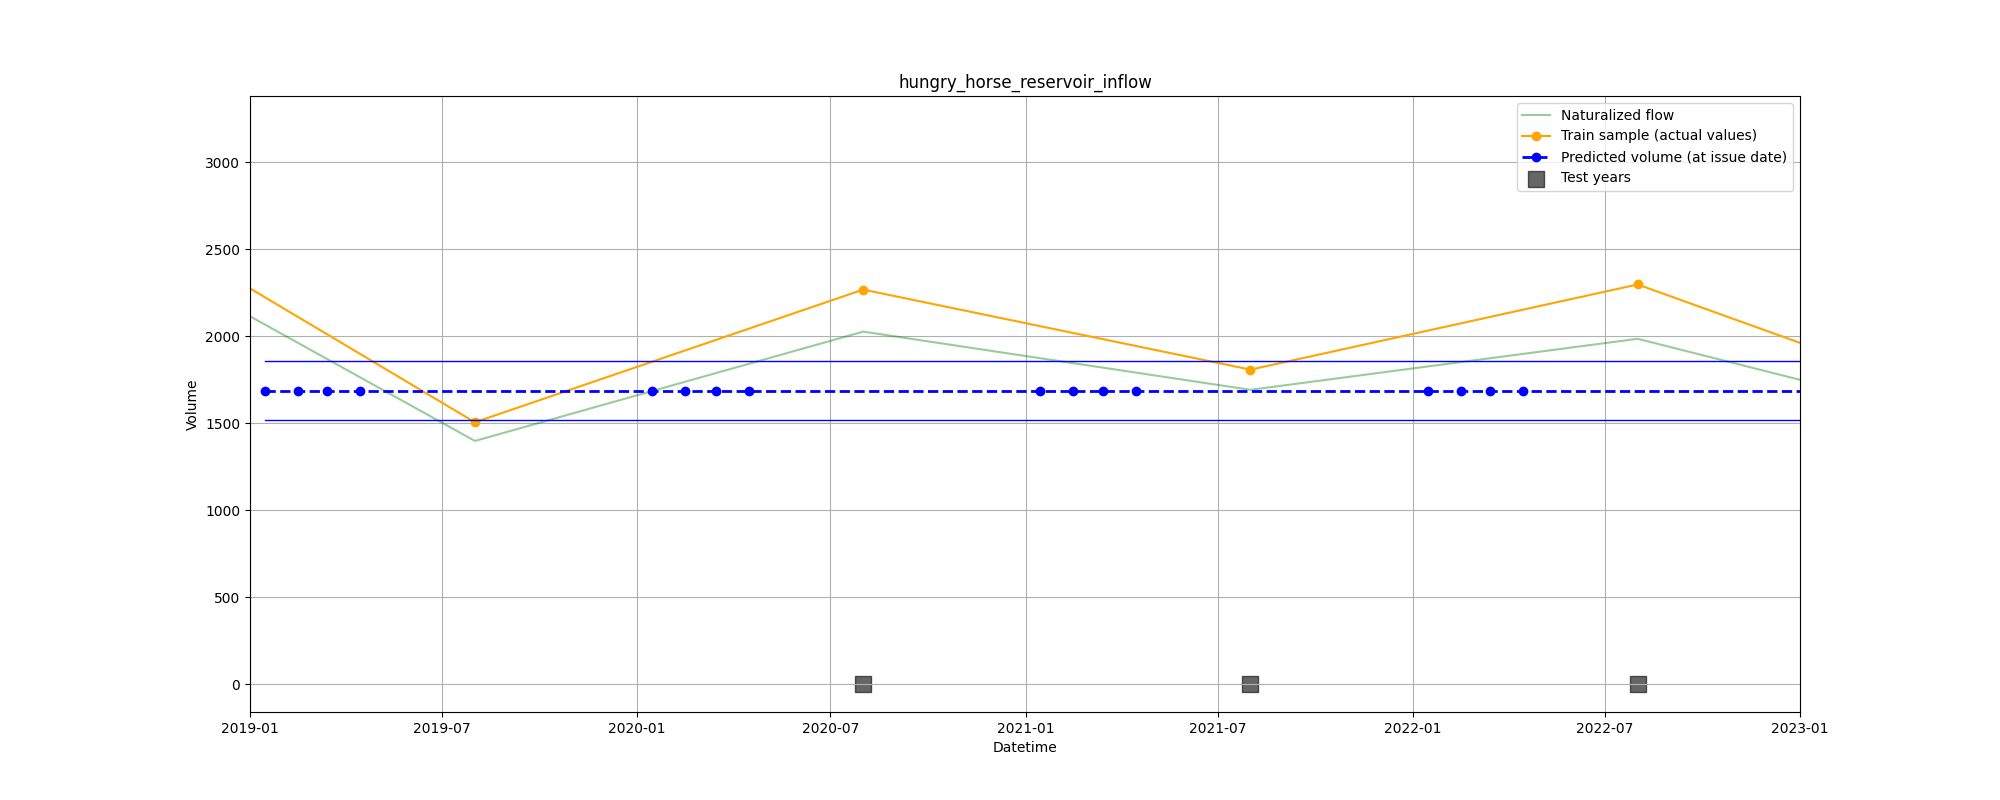 hungry_horse_reservoir_inflow
Naturalized flow
Train sample (actual values)
Predicted volume (at issue date)
Test years
3000
2500
2000
1500
1000
500
0
Volume
2019-01 2019-07 2020-01 2020-07 2021-01 2021-07 2022-01 2022-07 2023-01
Datetime